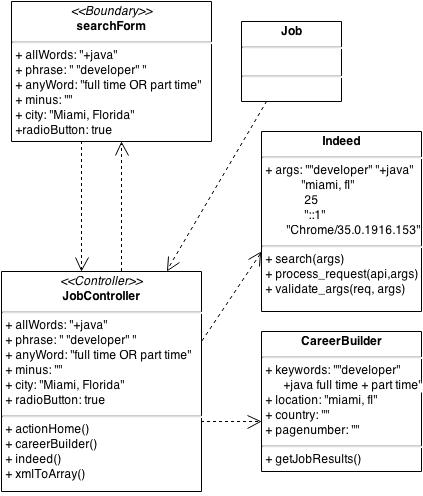 <<Boundary>>
searchForm
+ allWords: "+java"
+ phrase: " "developer" "
+ anyWord: "full time OR part time"
+ minus: ""
+ city: "Miami, Florida"
+radioButton: true
Job
Indeed
+ args: ""developer" "+java"
"miami, fl"
25
"::1"
"Chrome/35.0.1916.153"
+ search(args)
+ process_request(api,args)
+ validate_args(req, args)
<<Controller>>
JobController
+ allWords: "+java"
+ phrase: " "developer" "
+ anyWord: "full time OR part time"
+ minus: ""
+ city: "Miami, Florida"
+ radioButton: true
+ actionHome()
+ careerBuilder()
+ indeed()
+ xmlToArray()
CareerBuilder
+ keywords: ""developer"
+java full time + part time"
+ location: "miami, fl"
+ country: ""
+ pagenumber: ""
+ getJobResults()